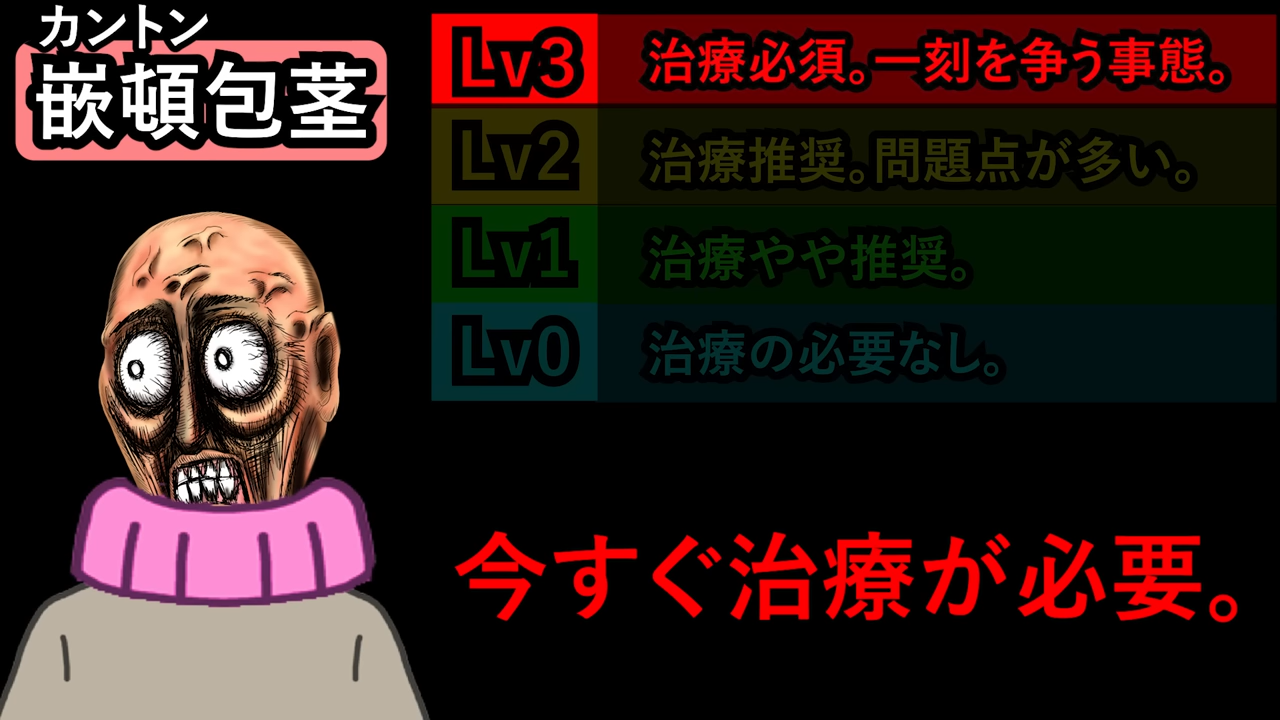 カントン
嵌頓包茎
Lv3 治療必須。一刻を争う事態。
Lv2 治療推奨。問題点が多い。
Lv1 治療やや推奨。
Lv0 治療の必要なし。
今すぐ治療が必要。